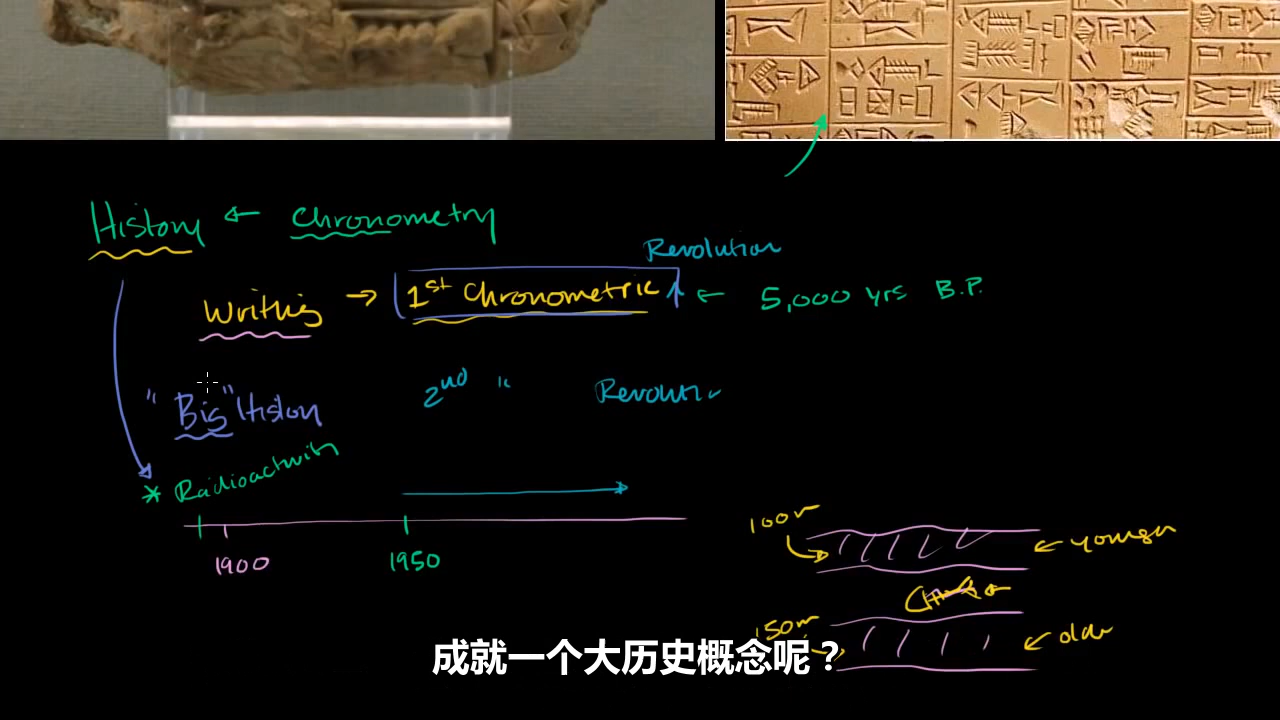 History ← Chronometry
Revolution
Writing → 1st Chronometric ← 5,000 yrs B.P.
2nd " Revolution
"Big" History
* Radioactivity
100m
← younger
1900 1950
150m
← older
成就一个大历史概念呢？